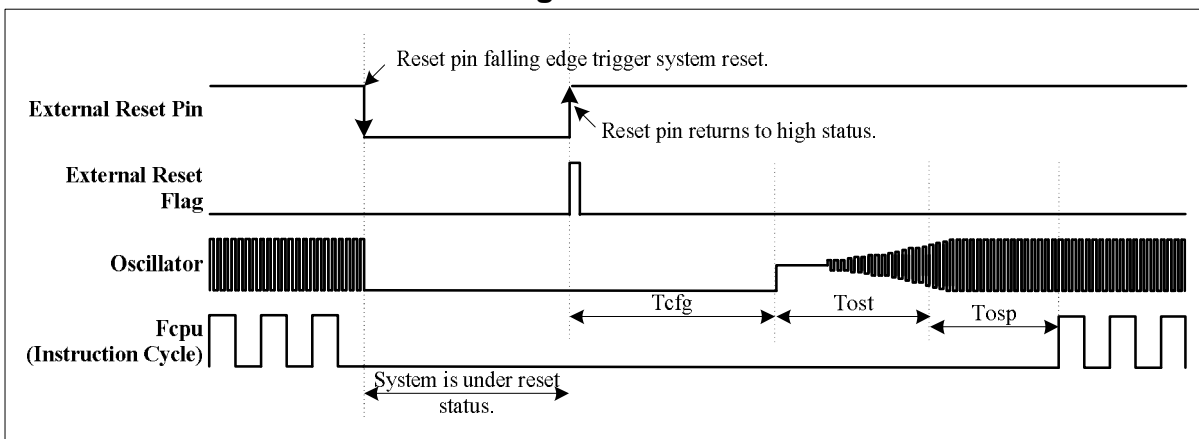 Reset pin falling edge trigger system reset.
External Reset Pin
Reset pin returns to high status.
External Reset
Flag
Oscillator
Tcfg
Tost
Tosp
Fcpu
(Instruction Cycle)
System is under reset
status.